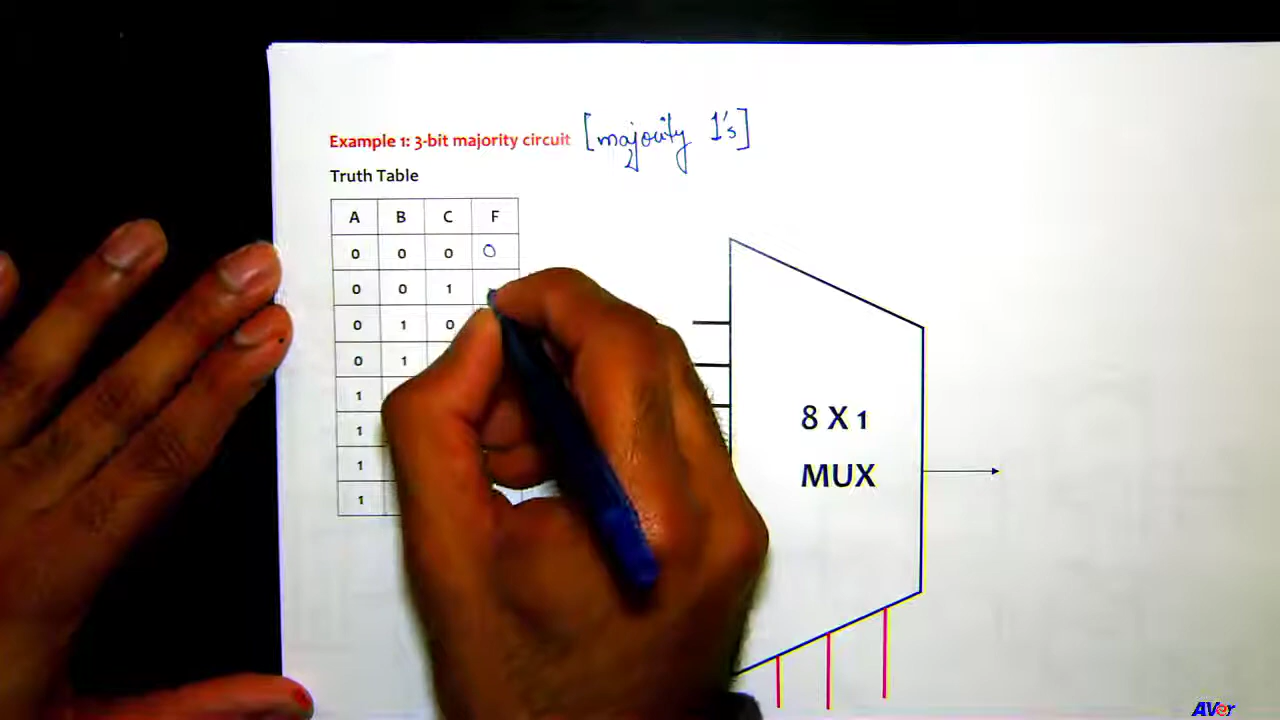 Example 1: 3-bit majority circuit [majority 1's]
Truth Table
A B C F
0 0 0 0
0 0 1
0 1 0
0 1
1
1
1
1
8 X 1
MUX
AVer